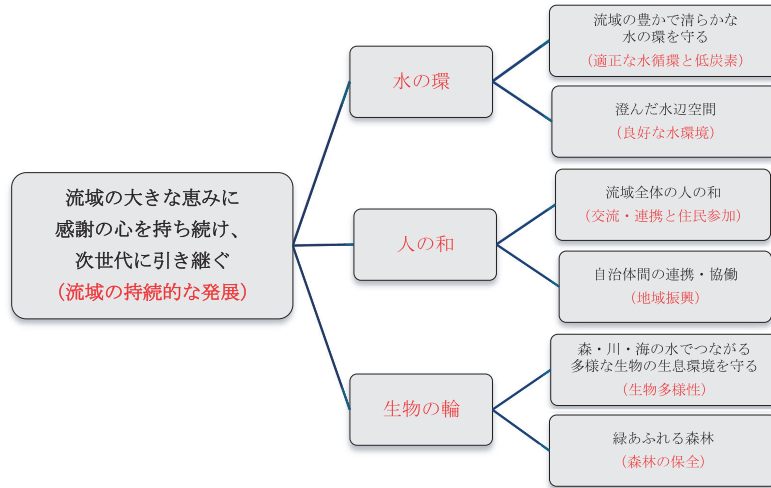 流域の大きな恵みに
感謝の心を持ち続け、
次世代に引き継ぐ
(流域の持続的な発展)
水の環
流域の豊かで清らかな
水の環を守る
(適正な水循環と低炭素)
澄んだ水辺空間
(良好な水環境)
人の和
流域全体の人の和
(交流・連携と住民参加)
自治体間の連携・協働
(地域振興)
生物の輪
森・川・海の水でつながる
多様な生物の生息環境を守る
(生物多様性)
緑あふれる森林
(森林の保全)